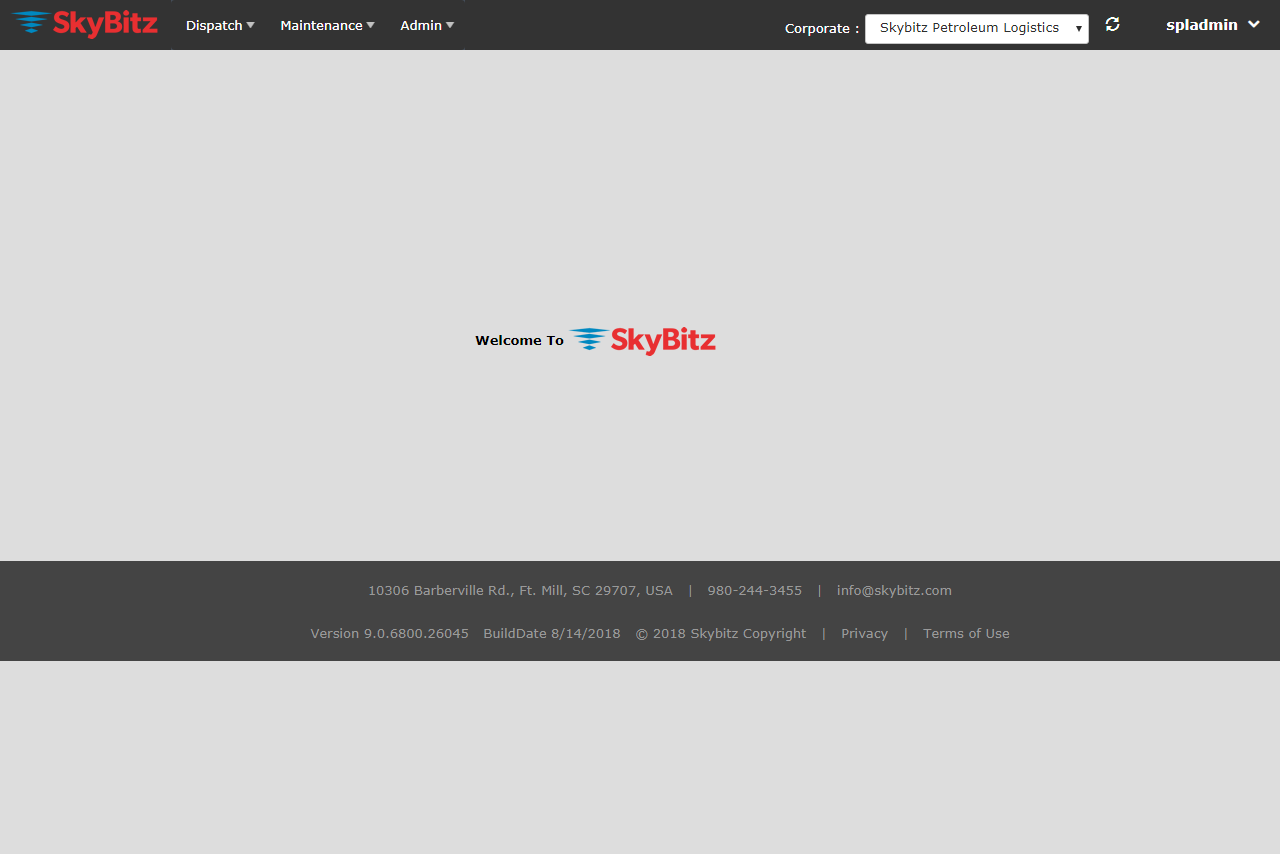 SkyBitz Dispatch Maintenance Admin Corporate : Skybitz Petroleum Logistics spladmin
Welcome To SkyBitz
10306 Barberville Rd., Ft. Mill, SC 29707, USA | 980-244-3455 | info@skybitz.com
Version 9.0.6800.26045 BuildDate 8/14/2018 © 2018 Skybitz Copyright | Privacy | Terms of Use